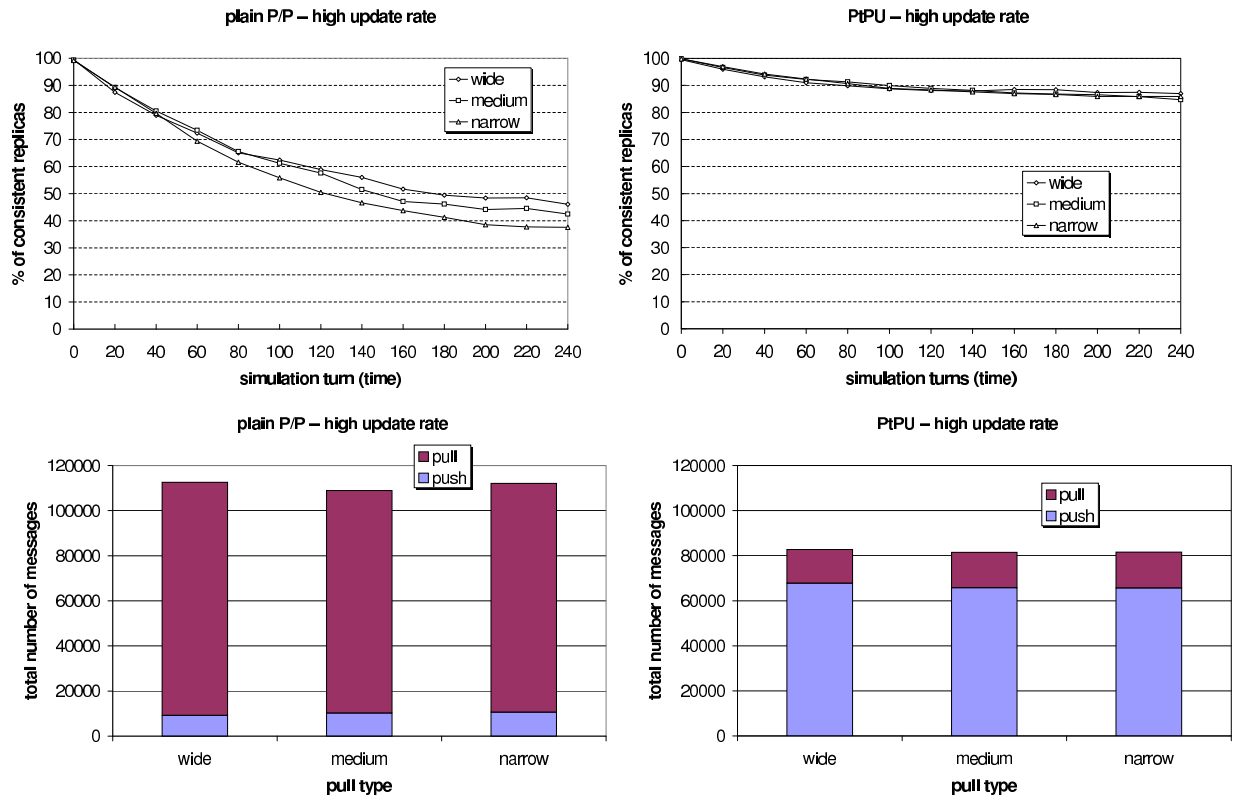 plain P/P – high update rate
% of consistent replicas
100
90
80
70
60
50
40
30
20
10
0
wide
medium
narrow
0 20 40 60 80 100 120 140 160 180 200 220 240
simulation turn (time)
PtPU – high update rate
% of consistent replicas
100
90
80
70
60
50
40
30
20
10
0
wide
medium
narrow
0 20 40 60 80 100 120 140 160 180 200 220 240
simulation turns (time)
plain P/P – high update rate
total number of messages
120000
100000
80000
60000
40000
20000
0
pull
push
wide medium narrow
pull type
PtPU – high update rate
total number of messages
120000
100000
80000
60000
40000
20000
0
pull
push
wide medium narrow
pull type